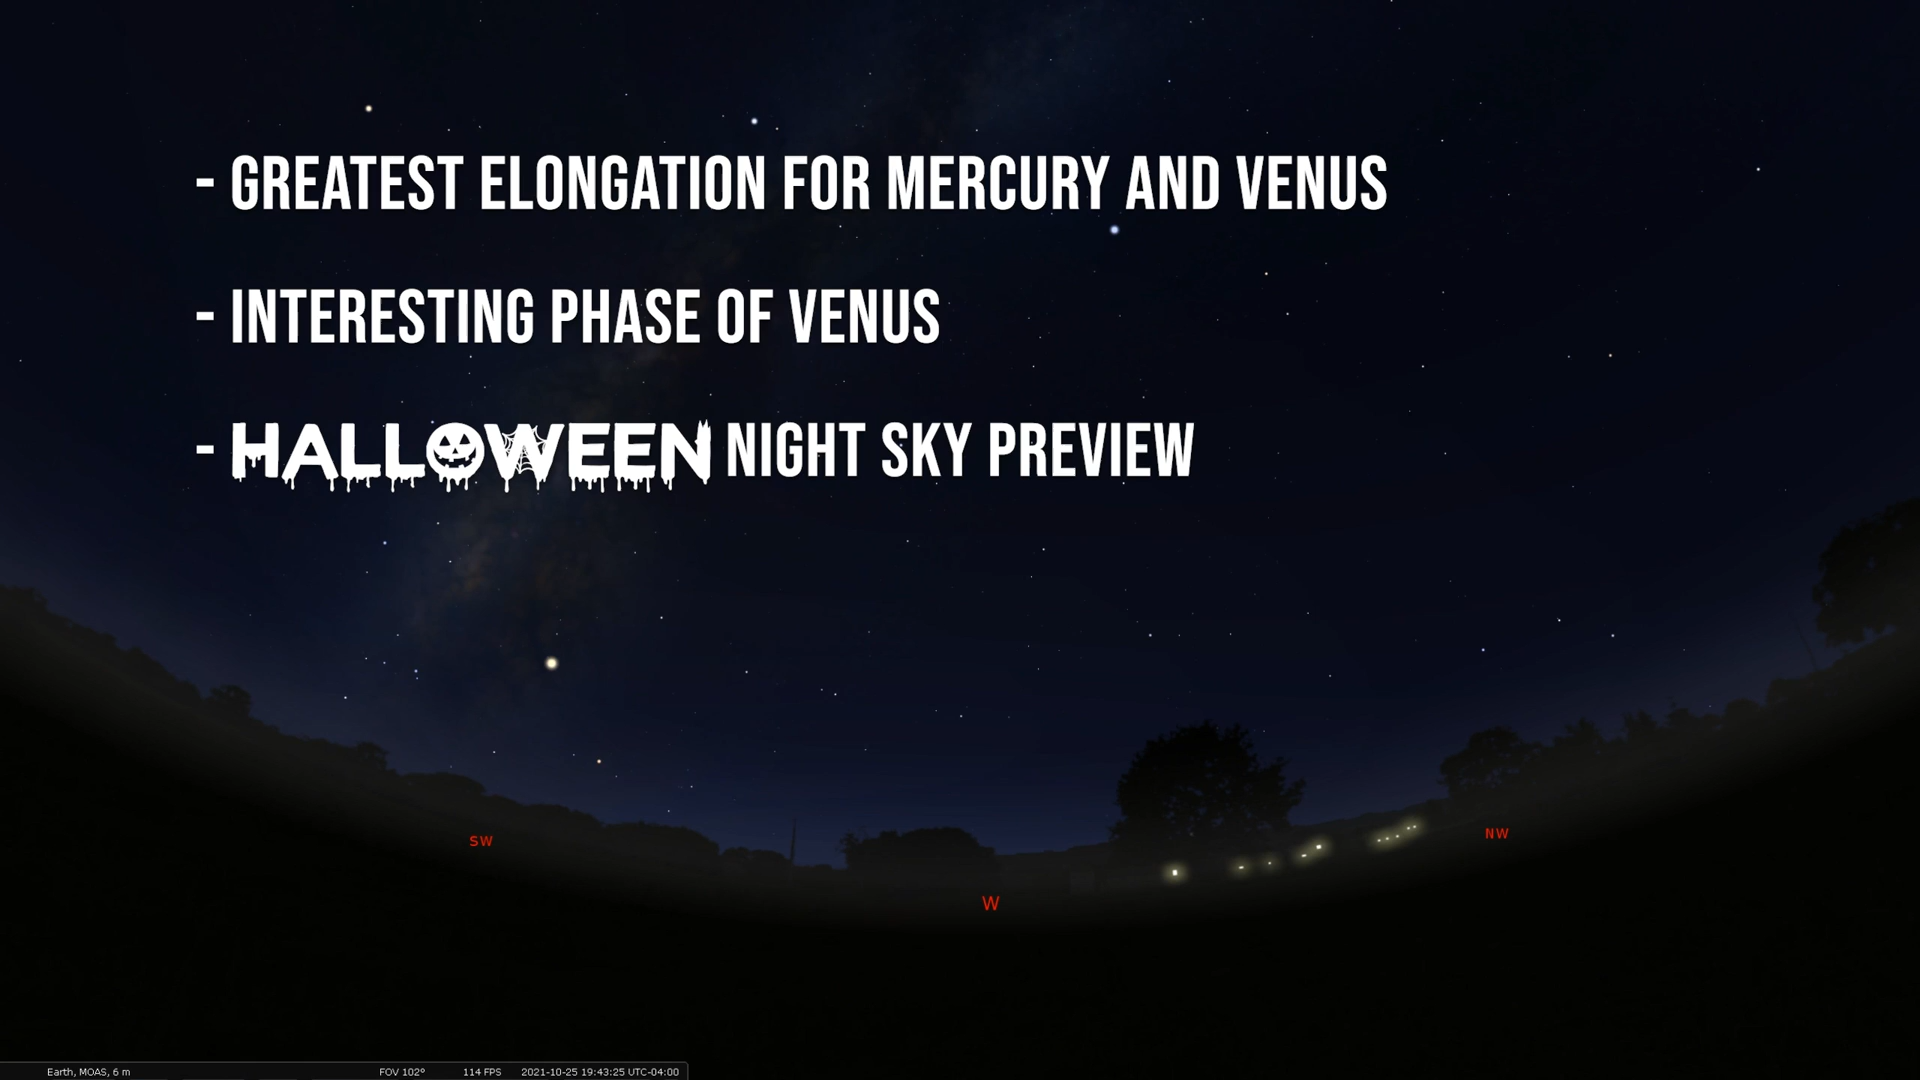 - GREATEST ELONGATION FOR MERCURY AND VENUS
- INTERESTING PHASE OF VENUS
- HALLOWEEN NIGHT SKY PREVIEW
SW
NW
W
Earth, MOAS, 6 m FOV 102° 114 FPS 2021-10-25 19:43:25 UTC-04:00